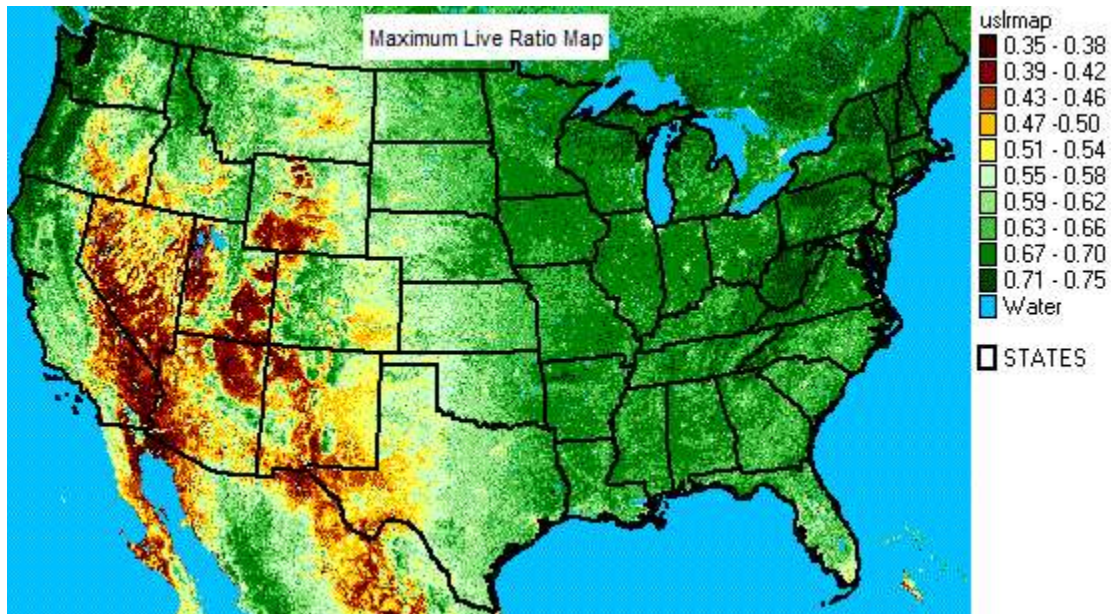 Maximum Live Ratio Map
uslrmap
0.35 - 0.38
0.39 - 0.42
0.43 - 0.46
0.47 -0.50
0.51 - 0.54
0.55 - 0.58
0.59 - 0.62
0.63 - 0.66
0.67 - 0.70
0.71 - 0.75
Water
STATES